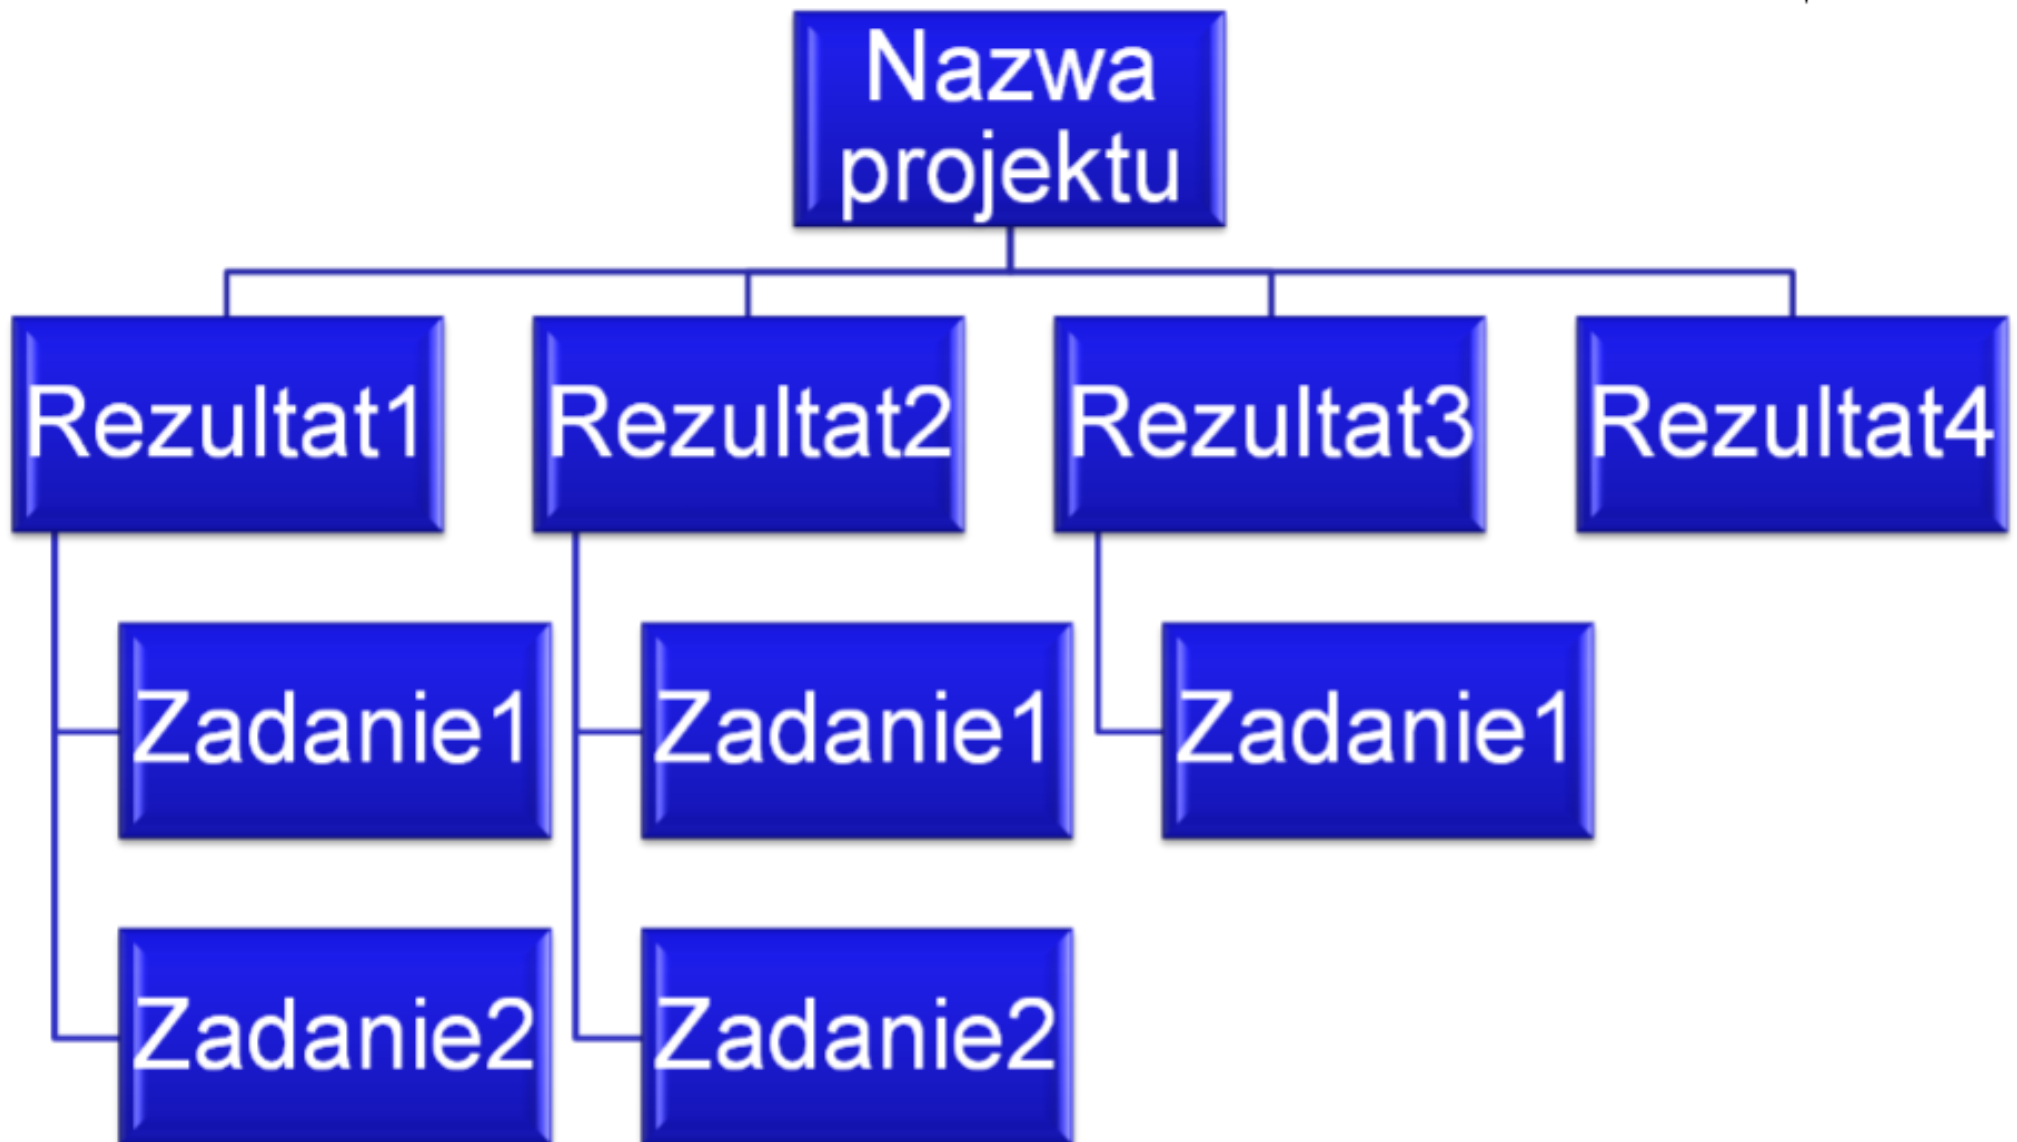 Nazwa
projektu
Rezultat1
Rezultat2
Rezultat3
Rezultat4
Zadanie1
Zadanie1
Zadanie1
Zadanie2
Zadanie2